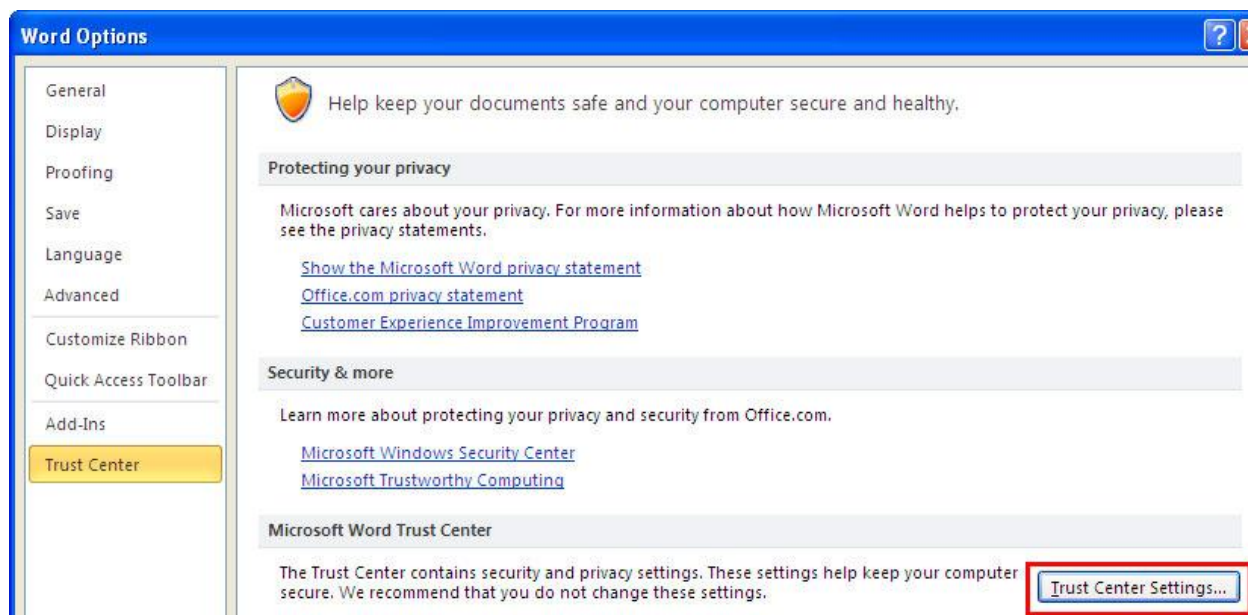 Word Options
?
General
Display
Proofing
Save
Language
Advanced
Customize Ribbon
Quick Access Toolbar
Add-Ins
Trust Center
Help keep your documents safe and your computer secure and healthy.
Protecting your privacy
Microsoft cares about your privacy. For more information about how Microsoft Word helps to protect your privacy, please
see the privacy statements.
Show the Microsoft Word privacy statement
Office.com privacy statement
Customer Experience Improvement Program
Security & more
Learn more about protecting your privacy and security from Office.com.
Microsoft Windows Security Center
Microsoft Trustworthy Computing
Microsoft Word Trust Center
The Trust Center contains security and privacy settings. These settings help keep your computer
secure. We recommend that you do not change these settings.
Trust Center Settings...